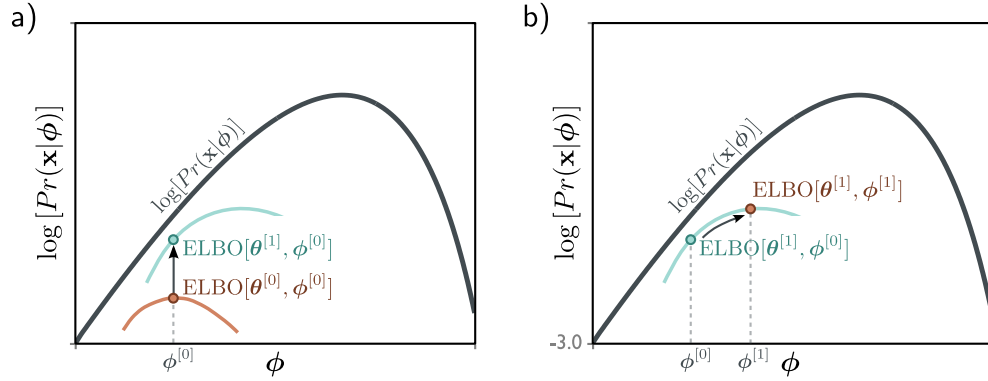 a)
log[Pr(x|ϕ)]
log[Pr(x|ϕ)]
ELBO[θ^[1], ϕ^[0]]
ELBO[θ^[0], ϕ^[0]]
ϕ^[0]
ϕ
b)
log[Pr(x|ϕ)]
log[Pr(x|ϕ)]
ELBO[θ^[1], ϕ^[1]]
ELBO[θ^[1], ϕ^[0]]
-3.0
ϕ^[0]
ϕ^[1]
ϕ